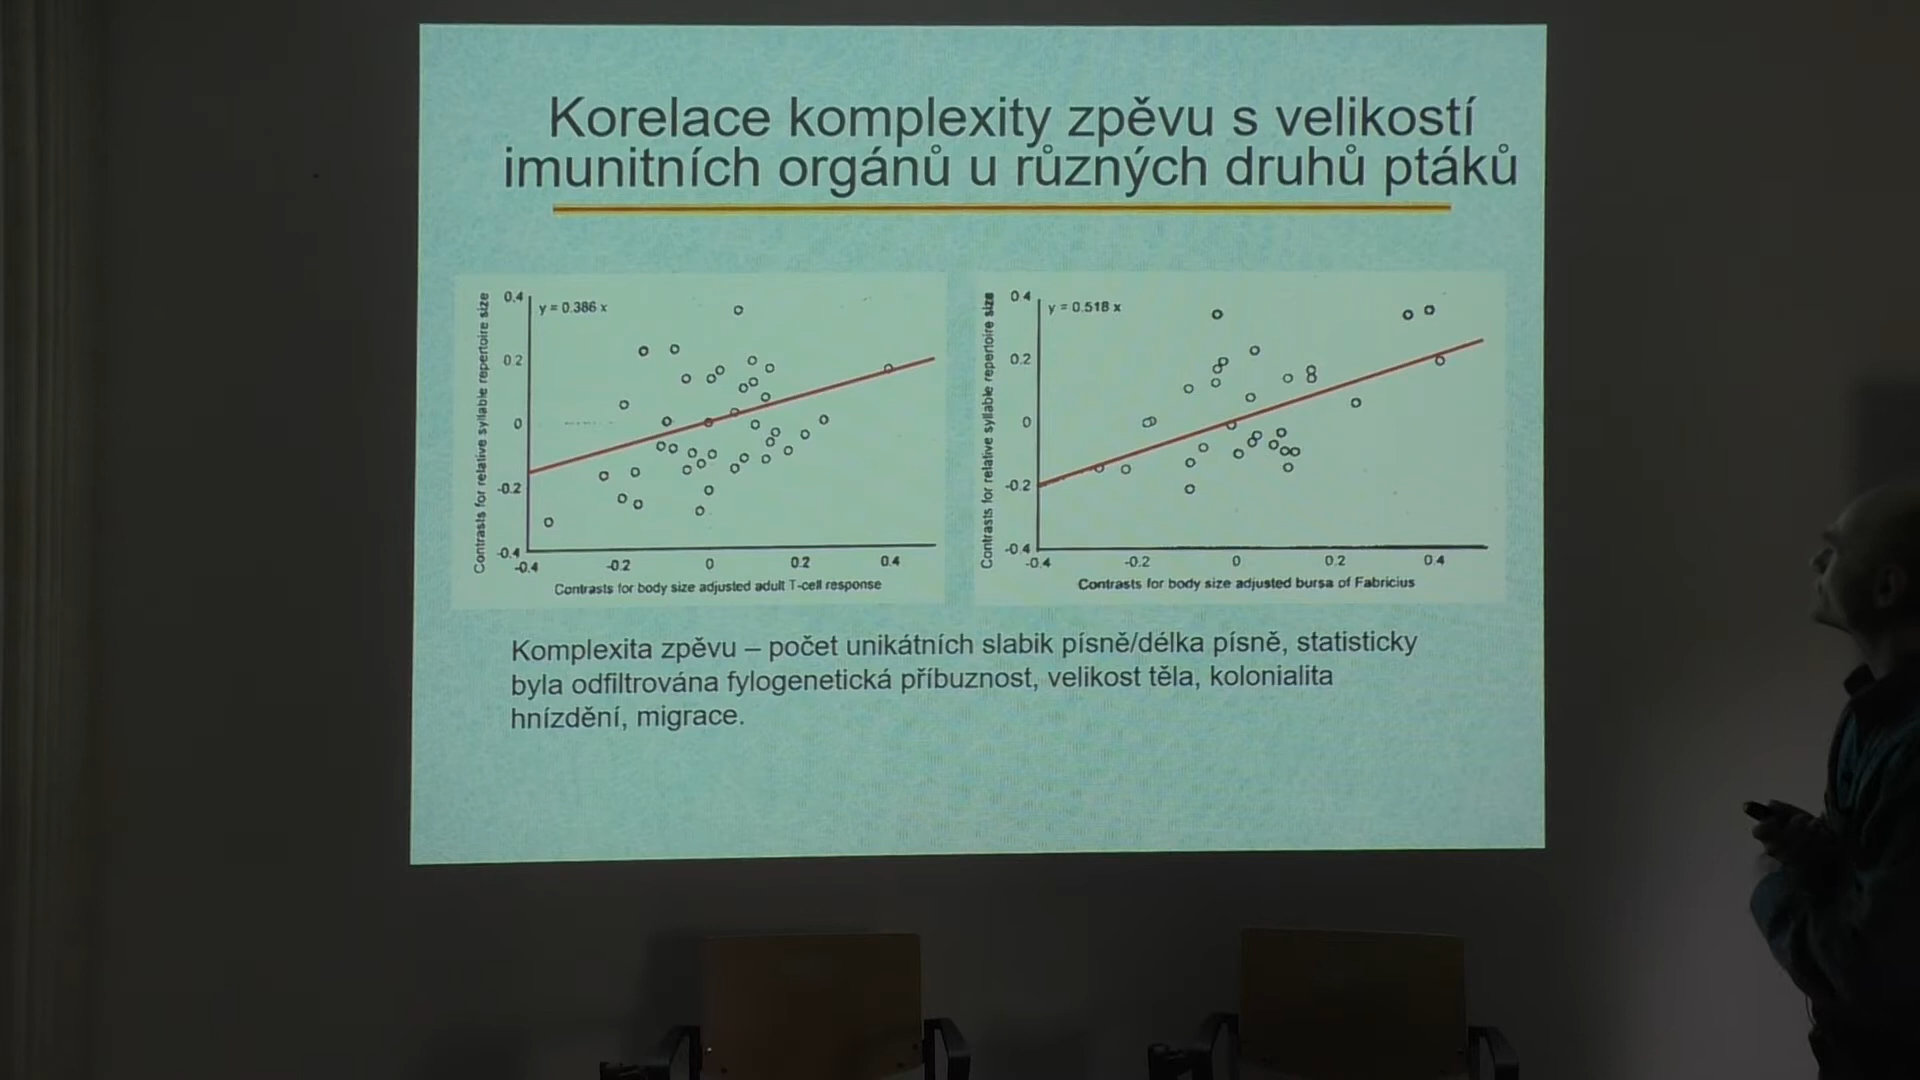 Korelace komplexity zpěvu s velikostí
imunitních orgánů u různých druhů ptáků
Contrasts for relative syllable repertoire size
0.4
0.2
0
-0.2
-0.4
y = 0.386 x
-0.4 -0.2 0 0.2 0.4
Contrasts for body size adjusted adult T-cell response
Contrasts for relative syllable repertoire size
0 4
0.2
0
-0.2
-0 4
y = 0.518 x
-0.4 -0.2 0 0.2 0 4
Contrasts for body size adjusted bursa of Fabricius
Komplexita zpěvu – počet unikátních slabik písně/délka písně, statisticky
byla odfiltrována fylogenetická příbuznost, velikost těla, kolonialita
hnízdění, migrace.